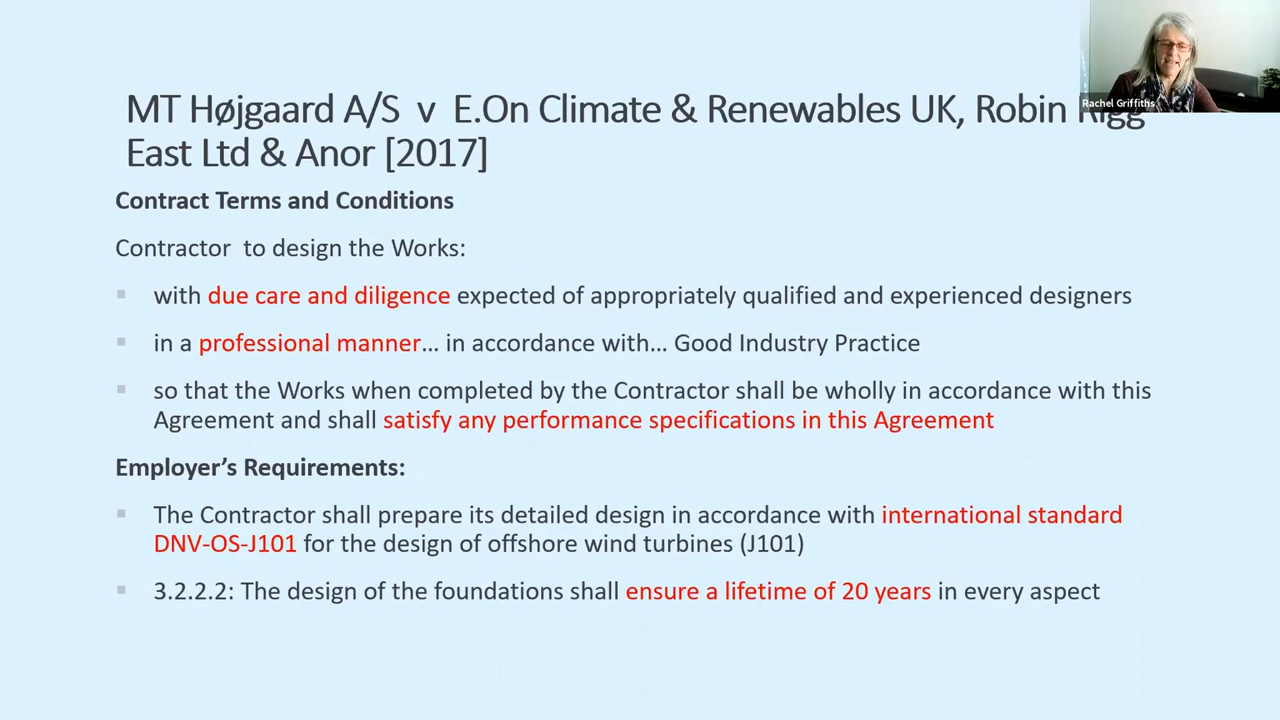 MT Højgaard A/S v E.On Climate & Renewables UK, Robin Rigg
East Ltd & Anor [2017]
Rachel Griffiths
Contract Terms and Conditions
Contractor to design the Works:
▪ with due care and diligence expected of appropriately qualified and experienced designers
▪ in a professional manner… in accordance with… Good Industry Practice
▪ so that the Works when completed by the Contractor shall be wholly in accordance with this
Agreement and shall satisfy any performance specifications in this Agreement
Employer’s Requirements:
▪ The Contractor shall prepare its detailed design in accordance with international standard
DNV-OS-J101 for the design of offshore wind turbines (J101)
▪ 3.2.2.2: The design of the foundations shall ensure a lifetime of 20 years in every aspect